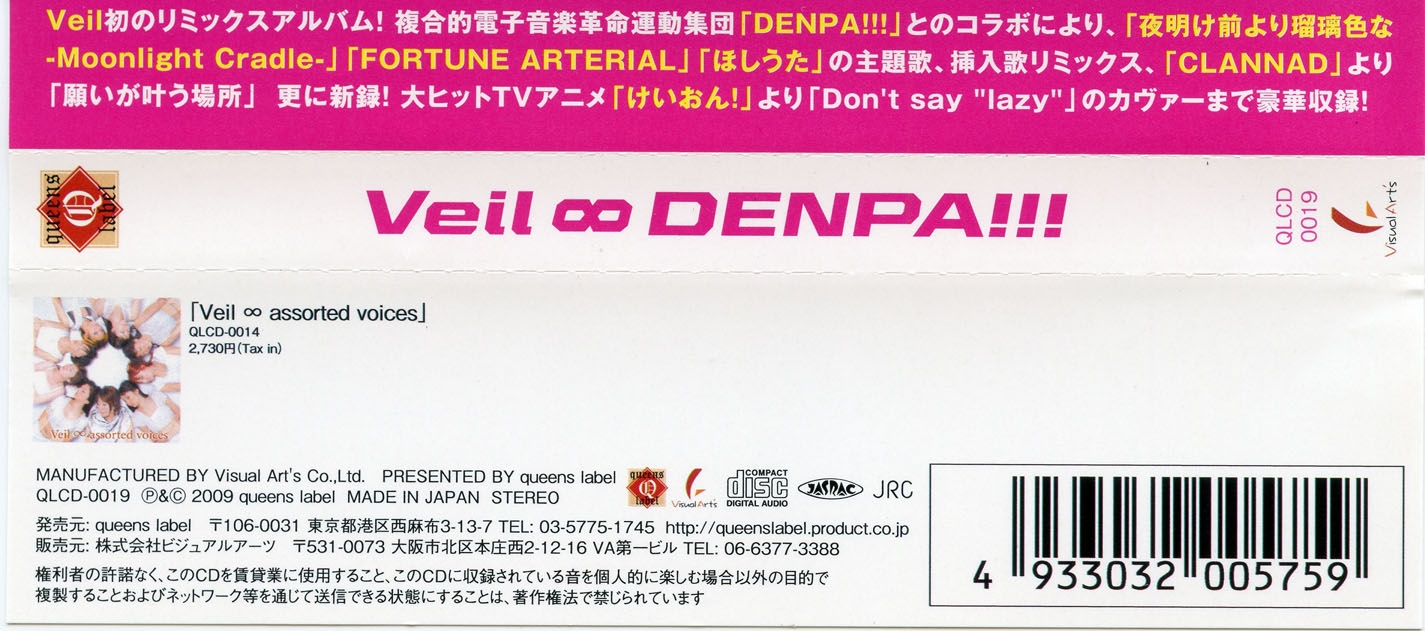 Veil初のリミックスアルバム! 複合的電子音楽革命運動集団「DENPA!!!」とのコラボにより、「夜明け前より瑠璃色な
-Moonlight Cradle-」「FORTUNE ARTERIAL」「ほしうた」の主題歌、挿入歌リミックス、「CLANNAD」より
「願いが叶う場所」 更に新録! 大ヒットTVアニメ「けいおん!」より「Don't say "lazy"」のカヴァーまで豪華収録!
queens Q label
Veil ∞ DENPA!!!
QLCD
0019
Visual Art's
「Veil ∞ assorted voices」
QLCD-0014
2,730円(Tax in)
Veil ∞ assorted voices
MANUFACTURED BY Visual Art's Co.,Ltd. PRESENTED BY queens label
queens Q label
Visual Art's
COMPACT disc DIGITAL AUDIO
JASRAC
JRC
QLCD-0019 Ⓟ&Ⓒ 2009 queens label MADE IN JAPAN STEREO
発売元: queens label 〒106-0031 東京都港区西麻布3-13-7 TEL: 03-5775-1745 http://queenslabel.product.co.jp
販売元: 株式会社ビジュアルアーツ 〒531-0073 大阪市北区本庄西2-12-16 VA第一ビル TEL: 06-6377-3388
権利者の許諾なく、このCDを賃貸業に使用すること、このCDに収録されている音を個人的に楽しむ場合以外の目的で
複製することおよびネットワーク等を通じて送信できる状態にすることは、著作権法で禁じられています
4 933032 005759